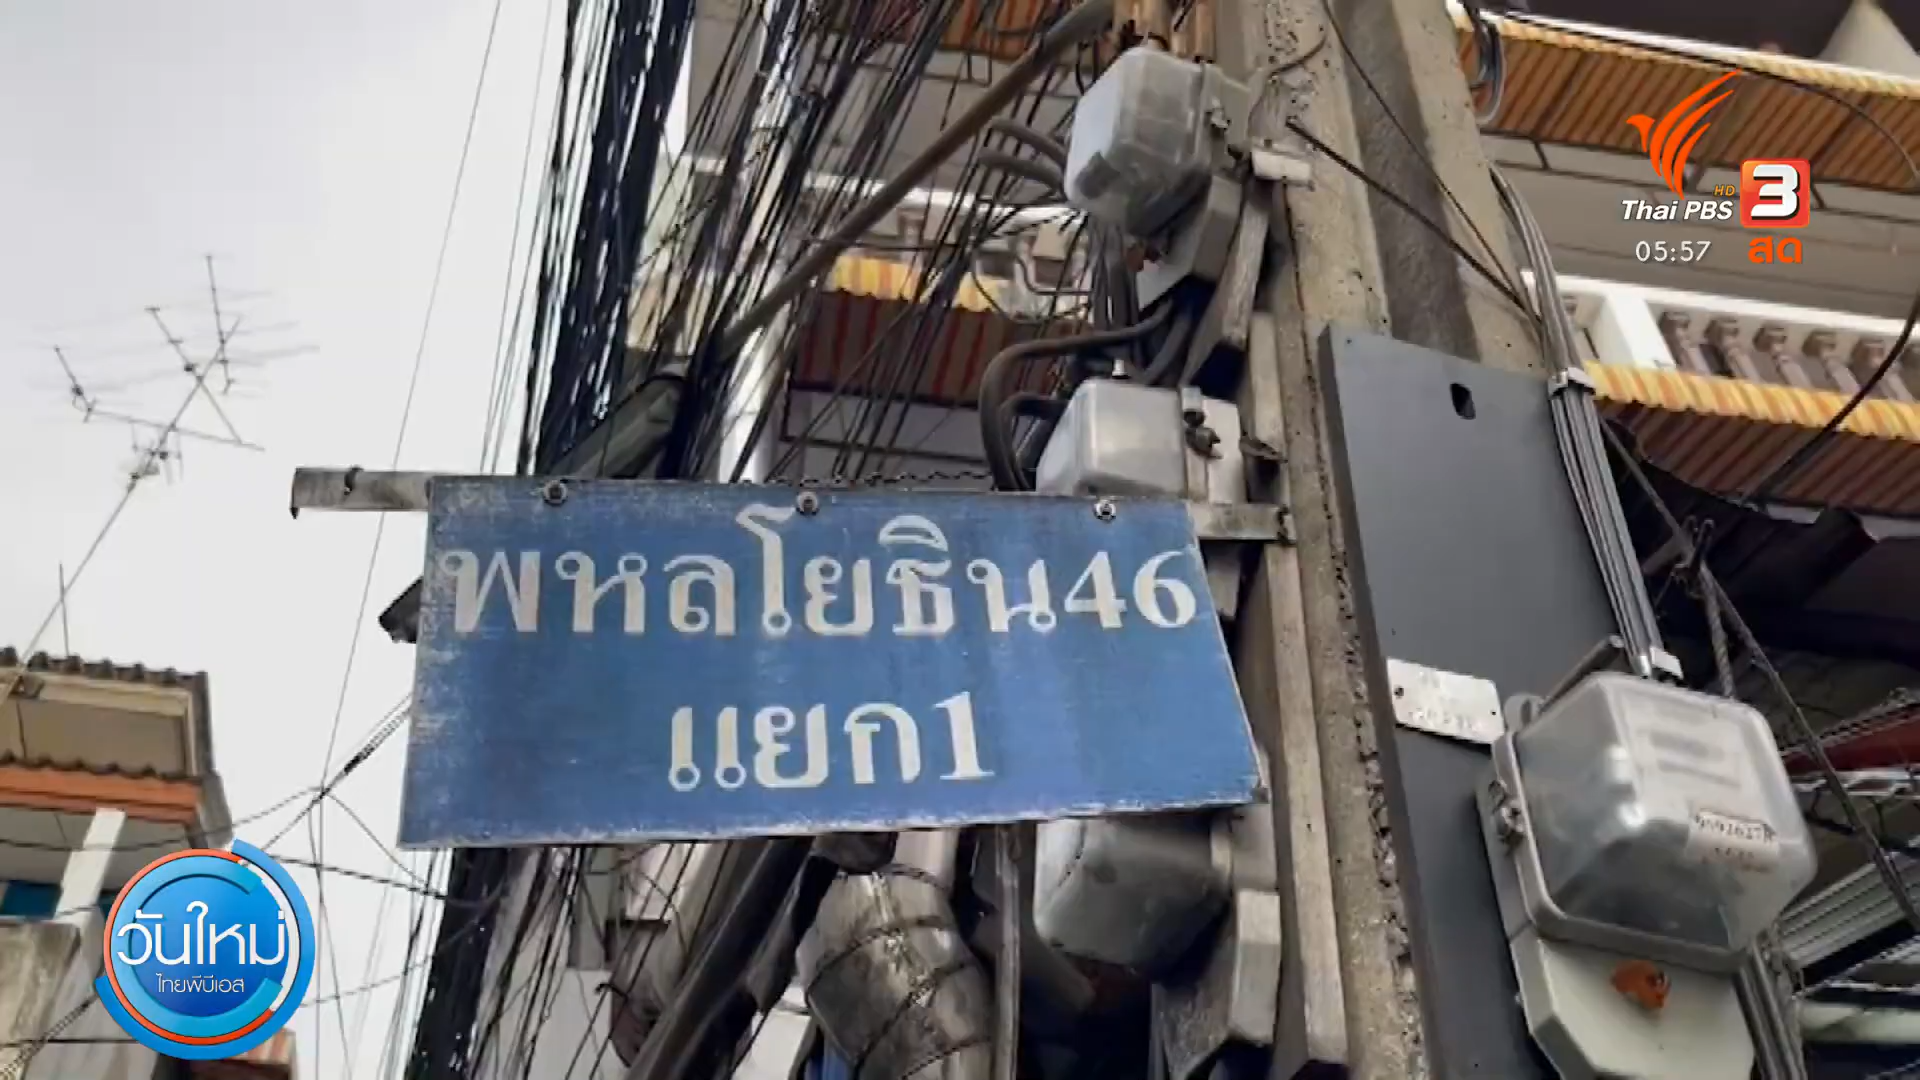 Thai PBS
HD
3
05:57
สด
พหลโยธิน46
แยก1
วันใหม่
ไทยพีบีเอส